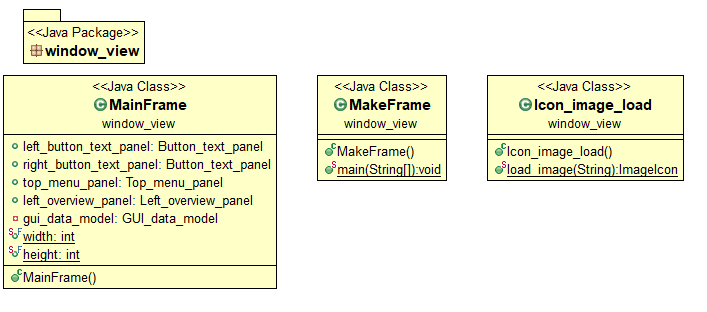 <<Java Package>>
window_view
<<Java Class>>
MainFrame
window_view
left_button_text_panel: Button_text_panel
right_button_text_panel: Button_text_panel
top_menu_panel: Top_menu_panel
left_overview_panel: Left_overview_panel
gui_data_model: GUI_data_model
S F width: int
S F height: int
C MainFrame()
<<Java Class>>
C MakeFrame
window_view
C MakeFrame()
S main(String[]):void
<<Java Class>>
C Icon_image_load
window_view
C Icon_image_load()
S load_image(String):ImageIcon